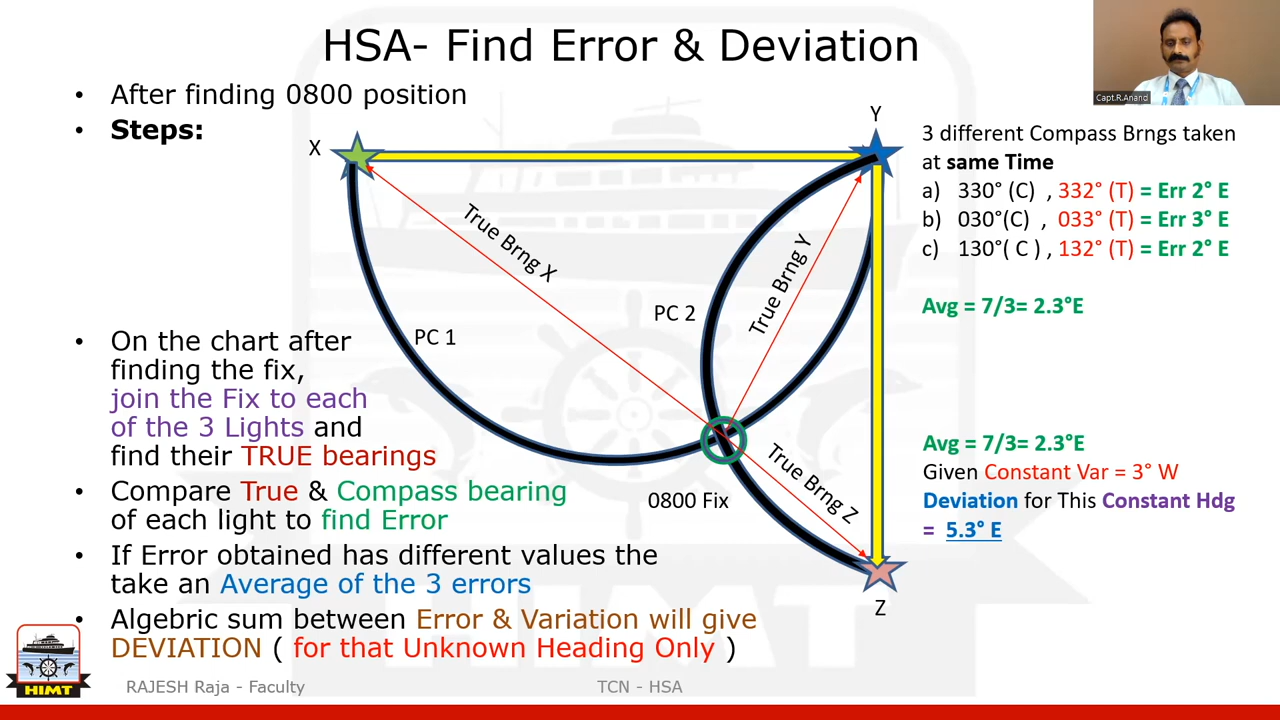 HSA- Find Error & Deviation
• After finding 0800 position
• Steps:
• On the chart after
finding the fix,
join the Fix to each
of the 3 Lights and
find their TRUE bearings
• Compare True & Compass bearing
of each light to find Error
• If Error obtained has different values the
take an Average of the 3 errors
• Algebric sum between Error & Variation will give
DEVIATION ( for that Unknown Heading Only )
X
Y
True Brng X
True Brng Y
PC 2
PC 1
True Brng Z
0800 Fix
Z
Capt.R.Anand
3 different Compass Brngs taken
at same Time
a) 330° (C) , 332° (T) = Err 2° E
b) 030°(C) , 033° (T) = Err 3° E
c) 130°( C ) , 132° (T) = Err 2° E
Avg = 7/3= 2.3°E
Avg = 7/3= 2.3°E
Given Constant Var = 3° W
Deviation for This Constant Hdg
= 5.3° E
HIMT
HIMT
RAJESH Raja - Faculty
TCN - HSA